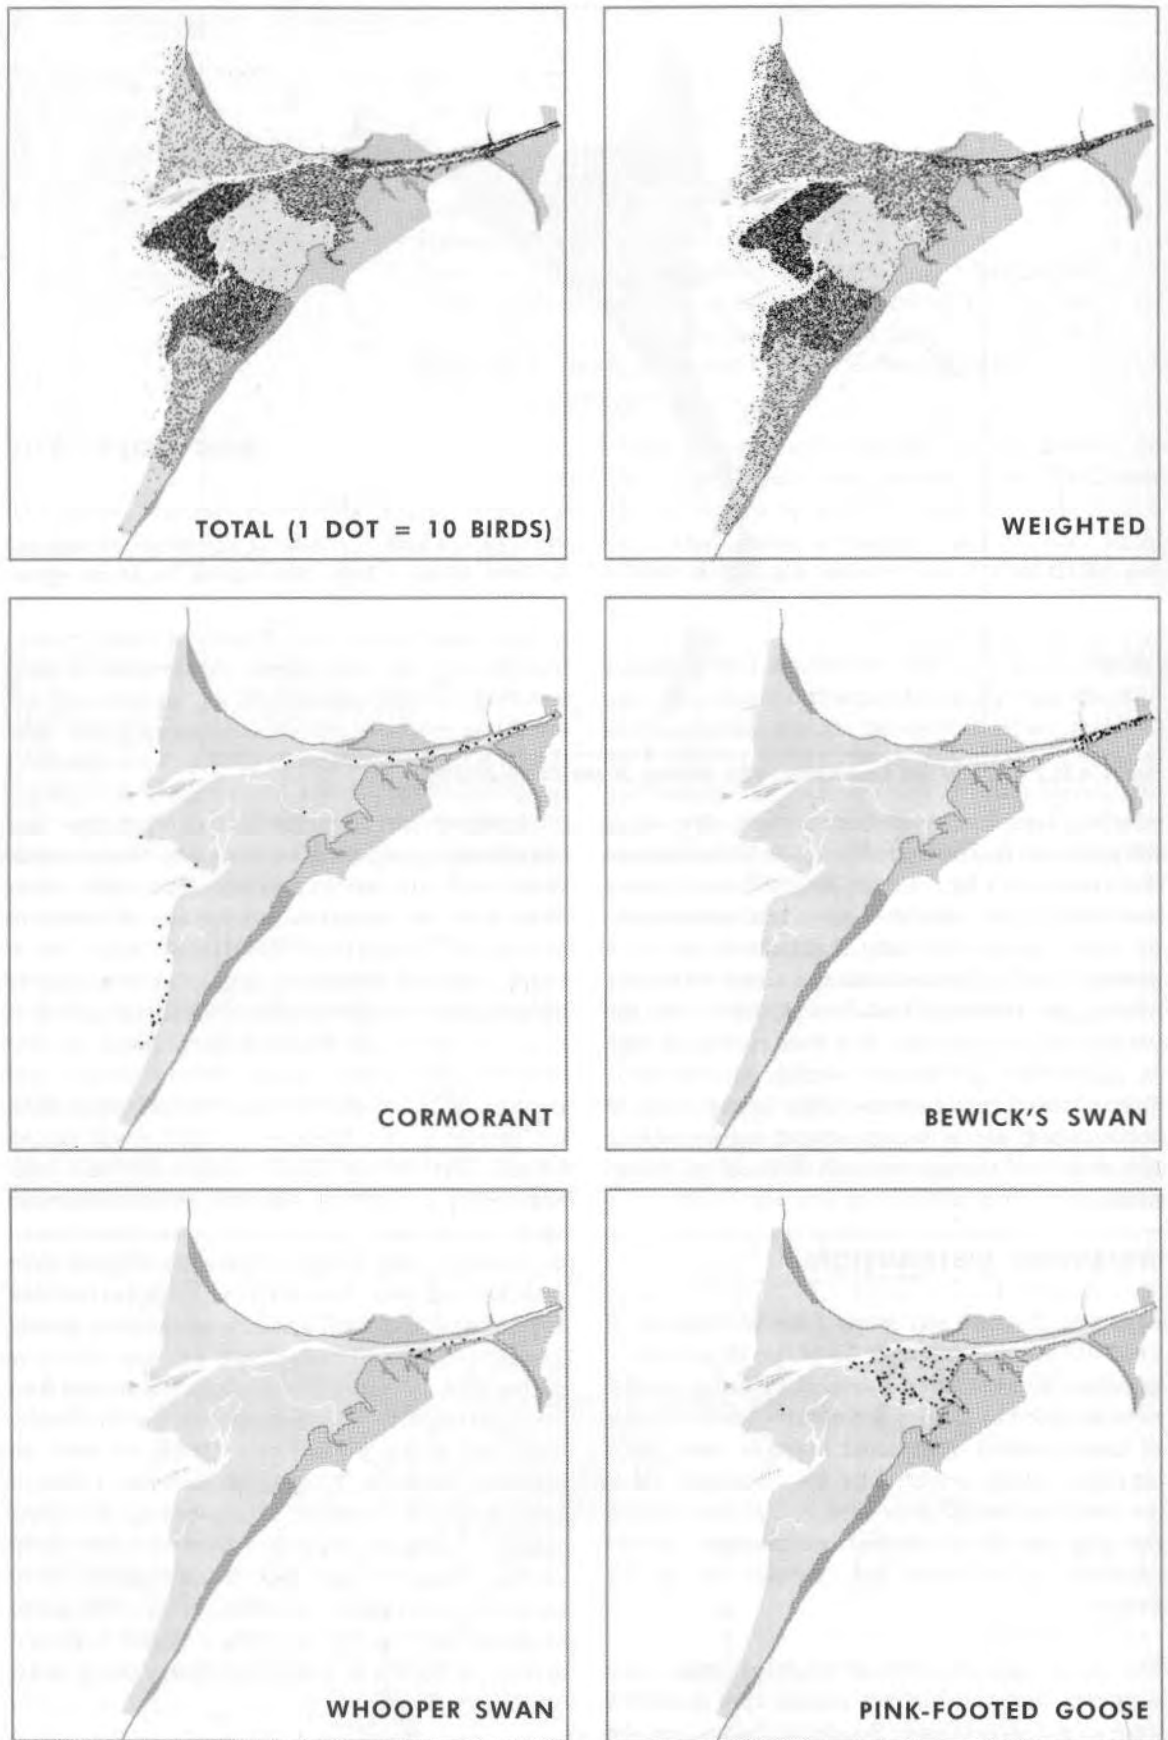 TOTAL (1 DOT = 10 BIRDS)
WEIGHTED
CORMORANT
BEWICK'S SWAN
WHOOPER SWAN
PINK-FOOTED GOOSE